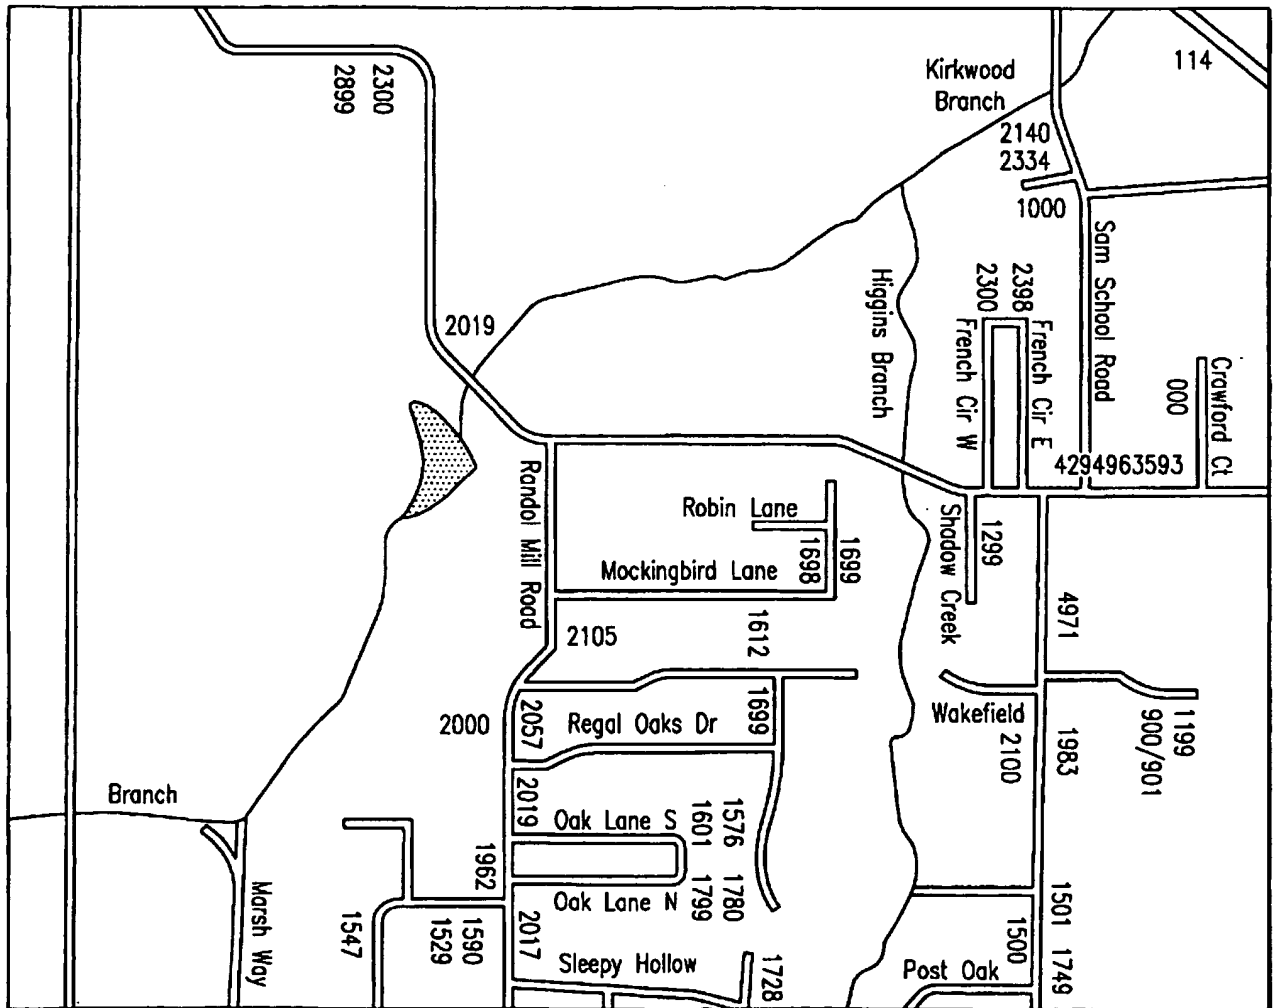 114
Kirkwood
Branch
2140
2334
1000
2300
2899
Sam School Road
2398
2300
French Cir E
French Cir W
Higgins Branch
2019
Crawford Ct
000
4294963593
Randol Mill Road
Robin Lane
1699
1698
Mockingbird Lane
Shadow Creek
1299
4971
1612
2105
1699
Regal Oaks Dr
2057
2000
Wakefield
2100
1983
1199
900/901
Branch
2019
Oak Lane S
1576
1601
1962
Oak Lane N
1780
1799
Marsh Way
1547
1590
1529
2017
Sleepy Hollow
1728
1501
1500
1749
Post Oak